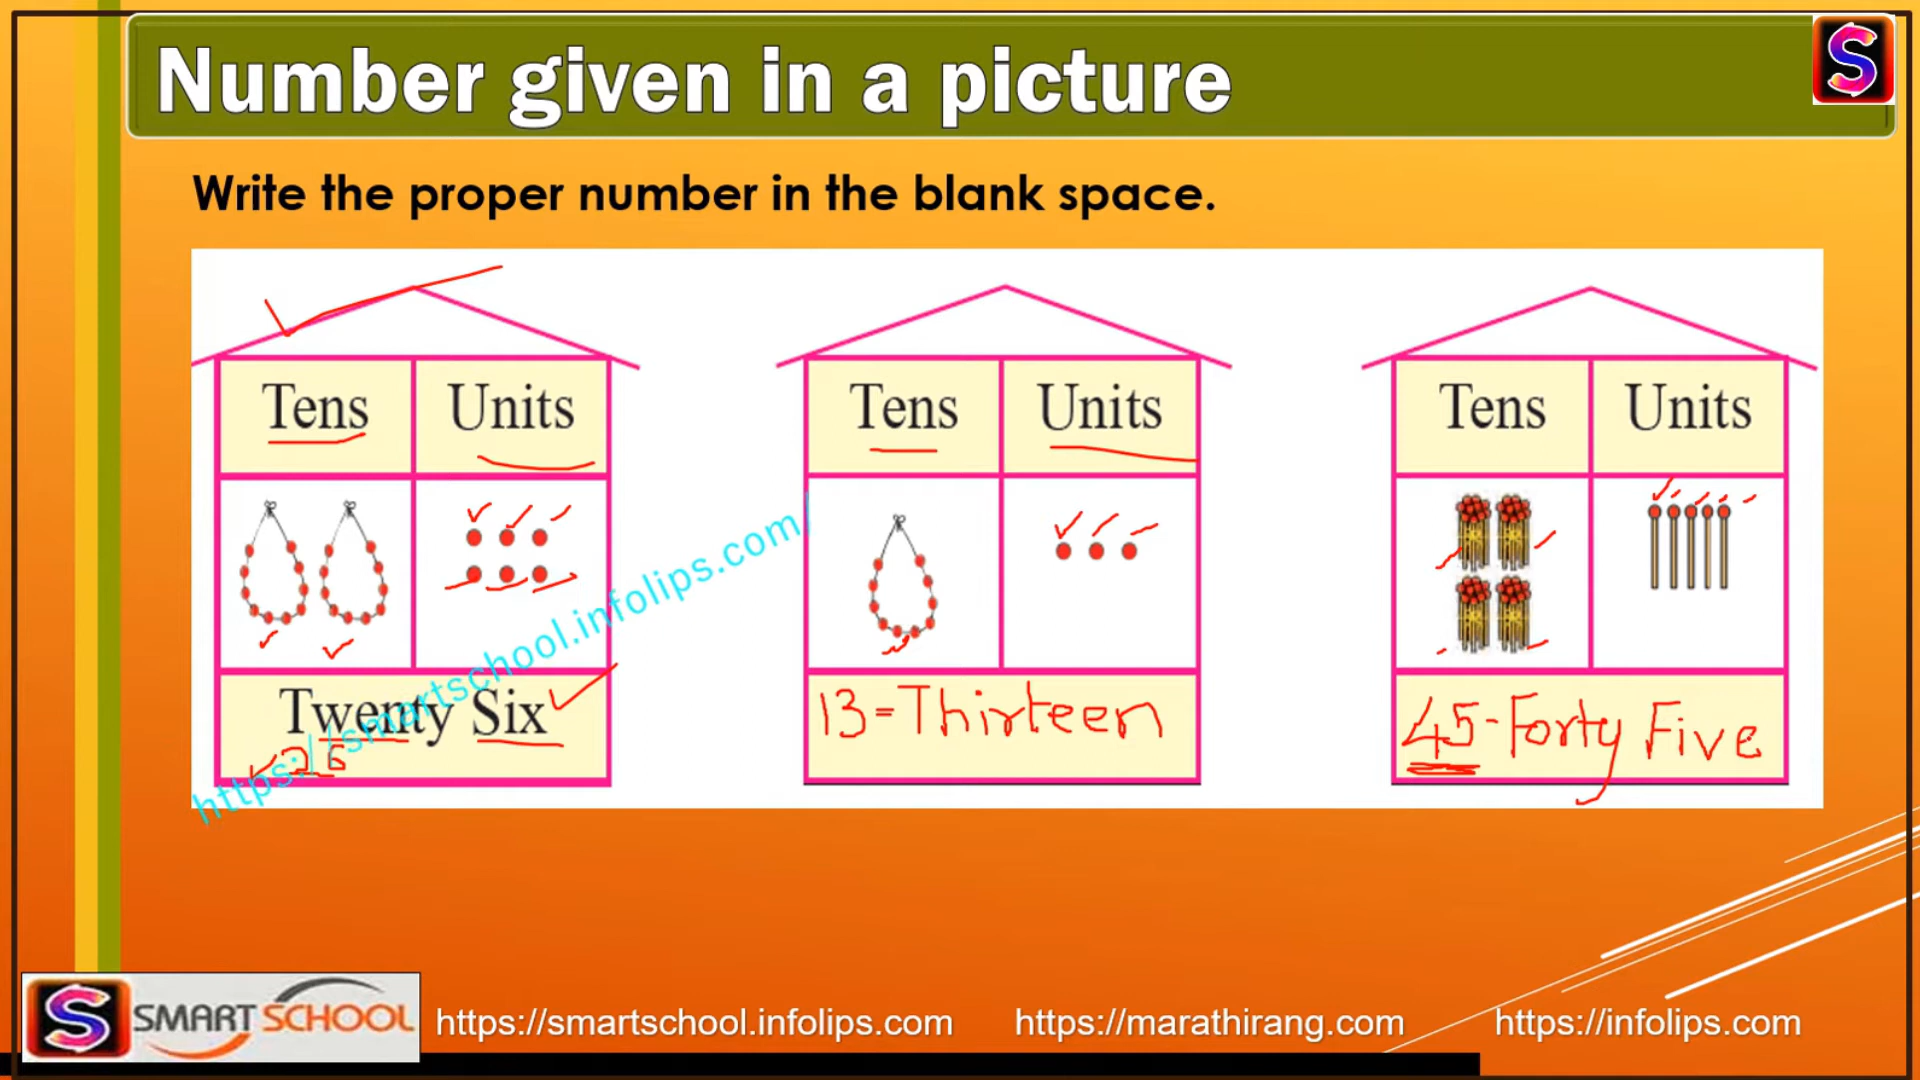 Number given in a picture
S
Write the proper number in the blank space.
Tens Units
Tens Units
Tens Units
Twenty Six
26
13=Thirteen
45-Forty Five
https://smartschool.infolips.com/
S SMART SCHOOL
https://smartschool.infolips.com https://marathirang.com https://infolips.com